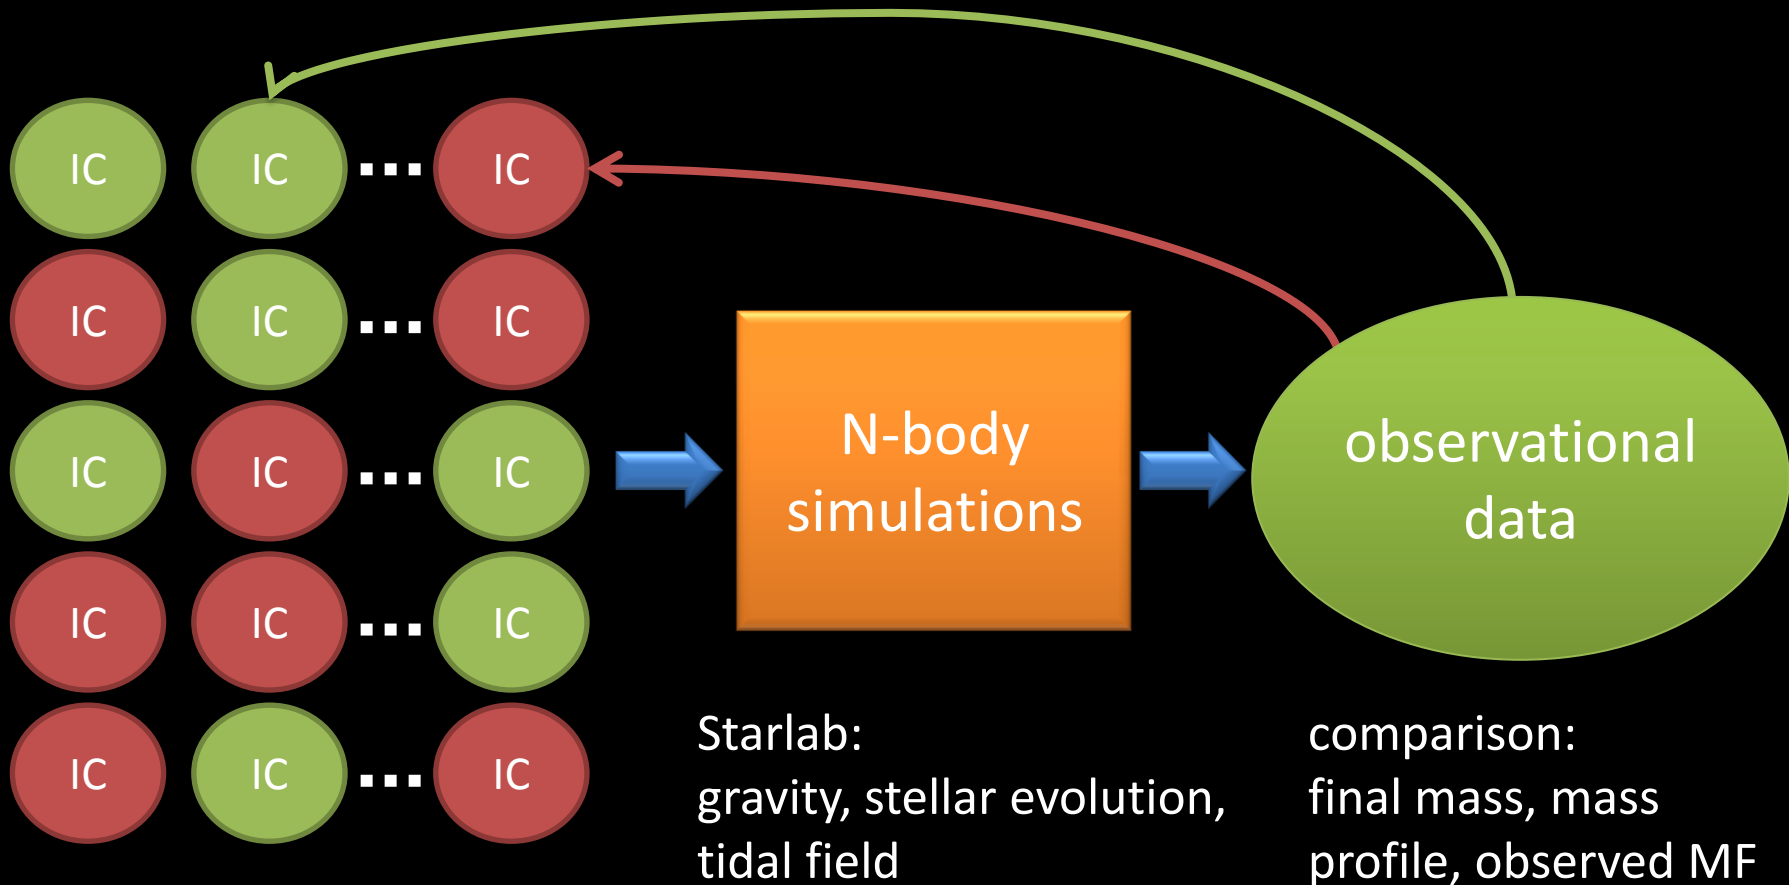 IC IC ... IC
IC IC ... IC
IC IC ... IC
IC IC ... IC
IC IC ... IC
N-body
simulations
observational
data
Starlab:
gravity, stellar evolution,
tidal field
comparison:
final mass, mass
profile, observed MF